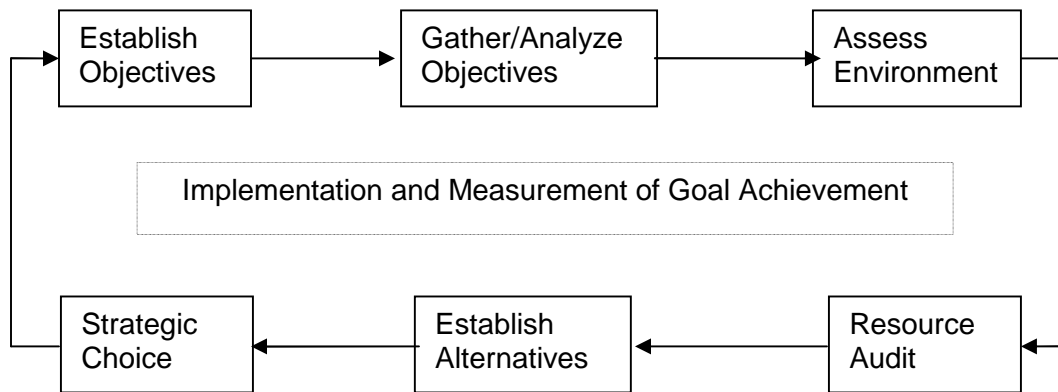 Establish
Objectives
Gather/Analyze
Objectives
Assess
Environment
Implementation and Measurement of Goal Achievement
Strategic
Choice
Establish
Alternatives
Resource
Audit